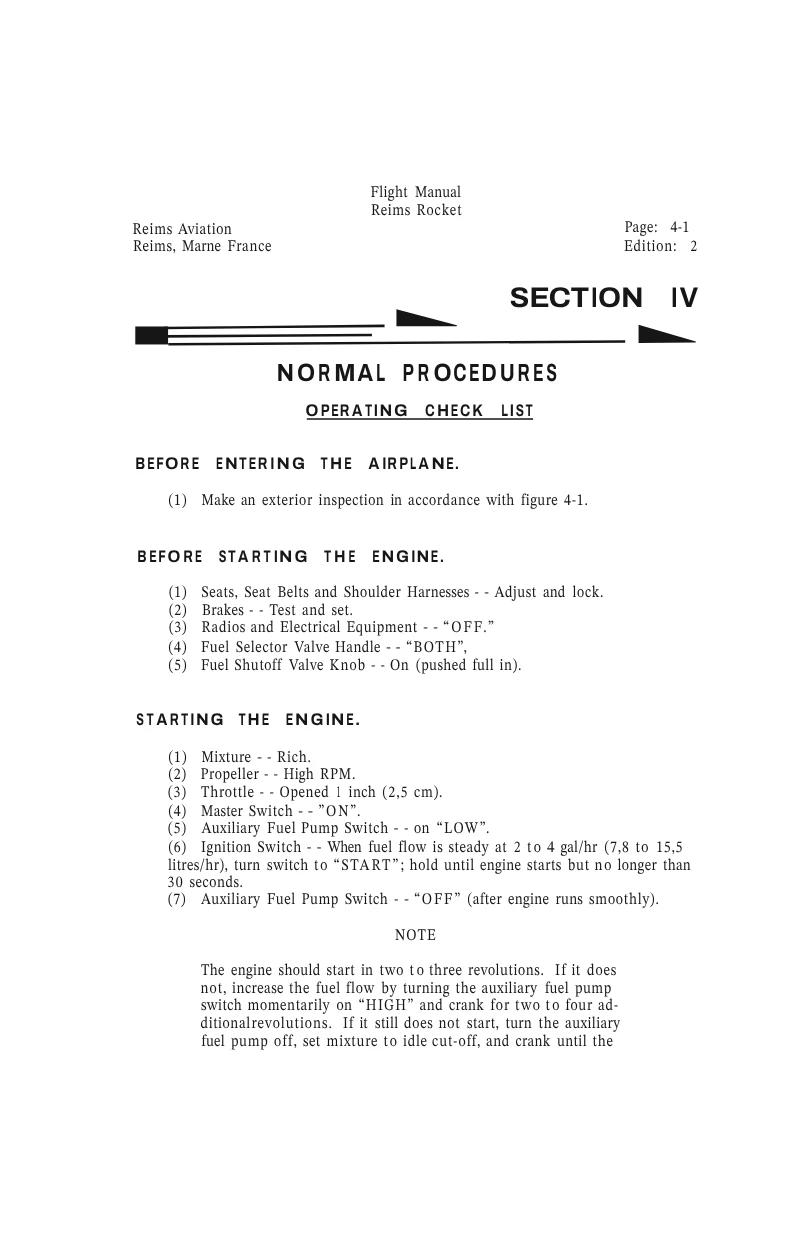 Flight Manual
Reims Rocket
Reims Aviation
Reims, Marne France
Page: 4-1
Edition: 2
SECTION IV
NORMAL PROCEDURES
OPERATING CHECK LIST
BEFORE ENTERING THE AIRPLANE.
(1) Make an exterior inspection in accordance with figure 4-1.
BEFORE STARTING THE ENGINE.
(1) Seats, Seat Belts and Shoulder Harnesses - - Adjust and lock.
(2) Brakes - - Test and set.
(3) Radios and Electrical Equipment - - “OFF.”
(4) Fuel Selector Valve Handle - - “BOTH”,
(5) Fuel Shutoff Valve Knob - - On (pushed full in).
STARTING THE ENGINE.
(1) Mixture - - Rich.
(2) Propeller - - High RPM.
(3) Throttle - - Opened 1 inch (2,5 cm).
(4) Master Switch - - ”ON”.
(5) Auxiliary Fuel Pump Switch - - on “LOW”.
(6) Ignition Switch - - When fuel flow is steady at 2 to 4 gal/hr (7,8 to 15,5
litres/hr), turn switch to “START”; hold until engine starts but no longer than
30 seconds.
(7) Auxiliary Fuel Pump Switch - - “OFF” (after engine runs smoothly).
NOTE
The engine should start in two to three revolutions. If it does
not, increase the fuel flow by turning the auxiliary fuel pump
switch momentarily on “HIGH” and crank for two to four ad-
ditionalrevolutions. If it still does not start, turn the auxiliary
fuel pump off, set mixture to idle cut-off, and crank until the